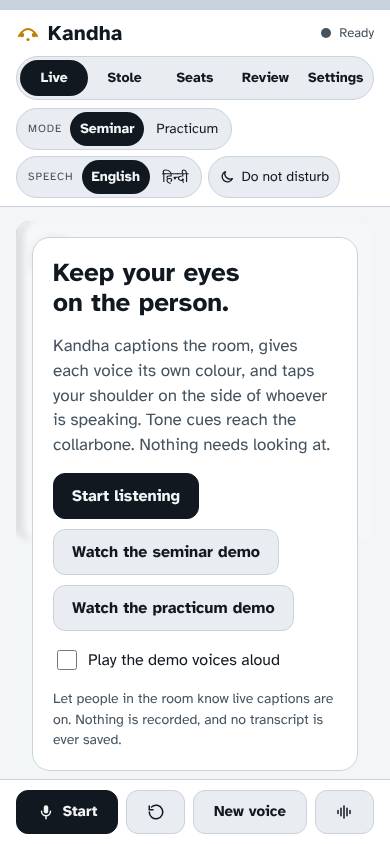 Kandha
Ready
Live Stole Seats Review Settings
MODE Seminar Practicum
SPEECH English हिन्दी Do not disturb
Keep your eyes
on the person.
Kandha captions the room, gives
each voice its own colour, and taps
your shoulder on the side of whoever
is speaking. Tone cues reach the
collarbone. Nothing needs looking at.
Start listening
Watch the seminar demo
Watch the practicum demo
Play the demo voices aloud
Let people in the room know live captions are
on. Nothing is recorded, and no transcript is
ever saved.
Start New voice